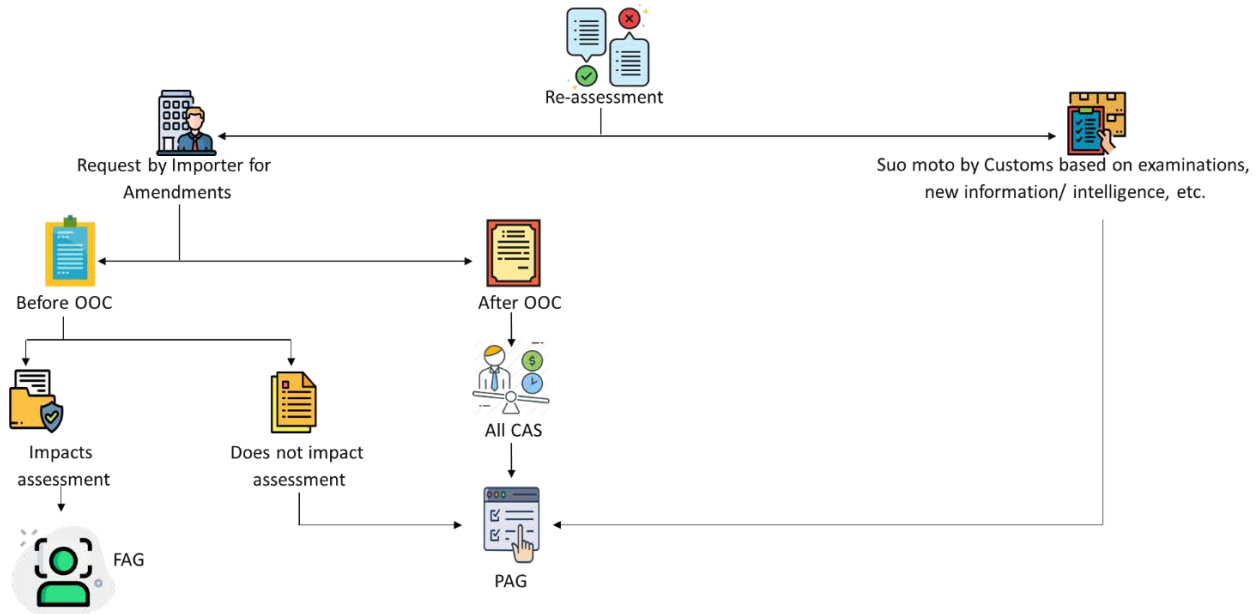 Re-assessment
Request by Importer for
Amendments
Suo moto by Customs based on examinations,
new information/ intelligence, etc.
Before OOC
After OOC
Impacts
assessment
Does not impact
assessment
All CAS
FAG
PAG